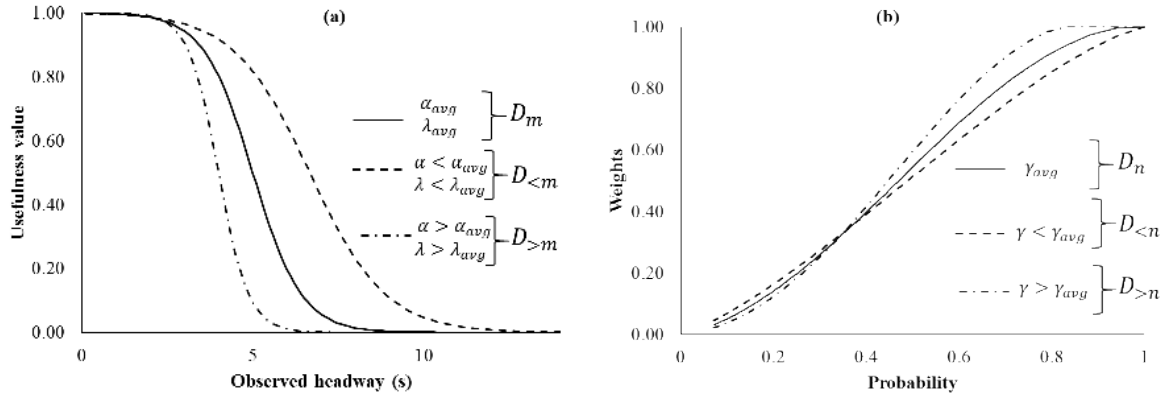 (a)
1.00
0.80
0.60
0.40
0.20
0.00
Usefulness value
0
5
10
Observed headway (s)
α_avg
λ_avg
D_m
α < α_avg
λ < λ_avg
D_<m
α > α_avg
λ > λ_avg
D_>m
(b)
1.00
0.80
0.60
0.40
0.20
0.00
Weights
0
0.2
0.4
0.6
0.8
1
Probability
γ_avg
D_n
γ < γ_avg
D_<n
γ > γ_avg
D_>n